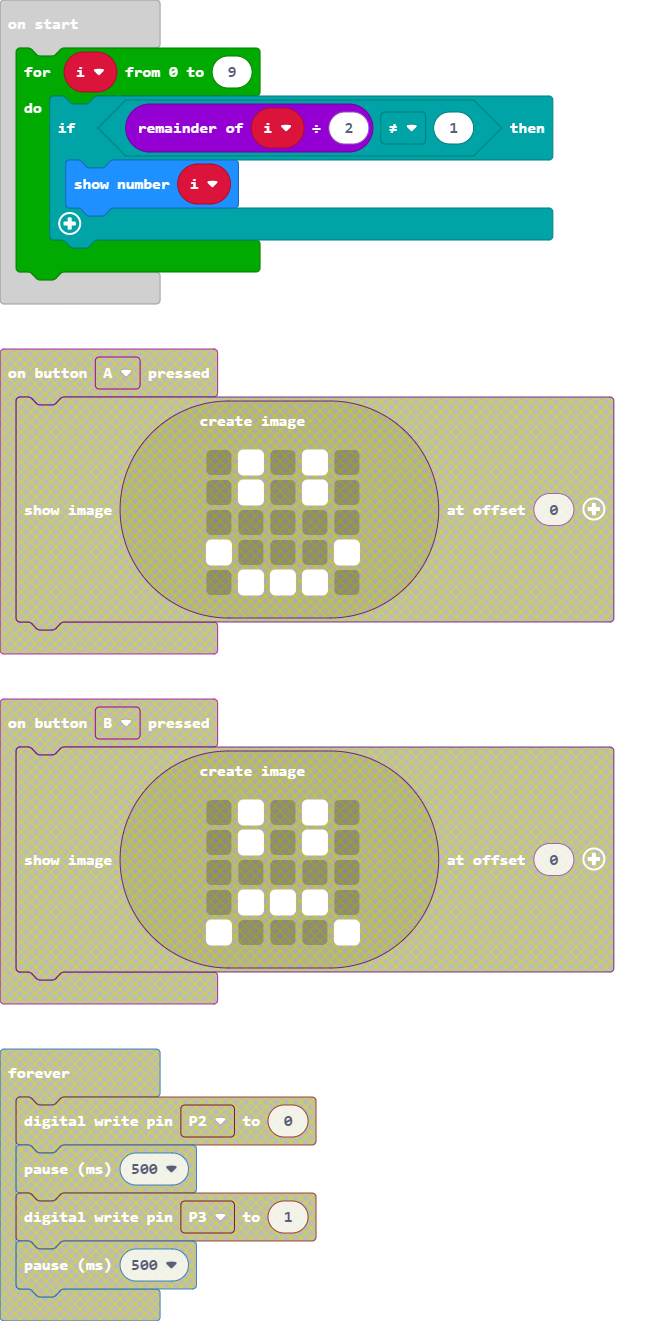 on start
for i from 0 to 9
do
if remainder of i ÷ 2 ≠ 1 then
show number i
on button A pressed
create image
show image at offset 0
on button B pressed
create image
show image at offset 0
forever
digital write pin P2 to 0
pause (ms) 500
digital write pin P3 to 1
pause (ms) 500